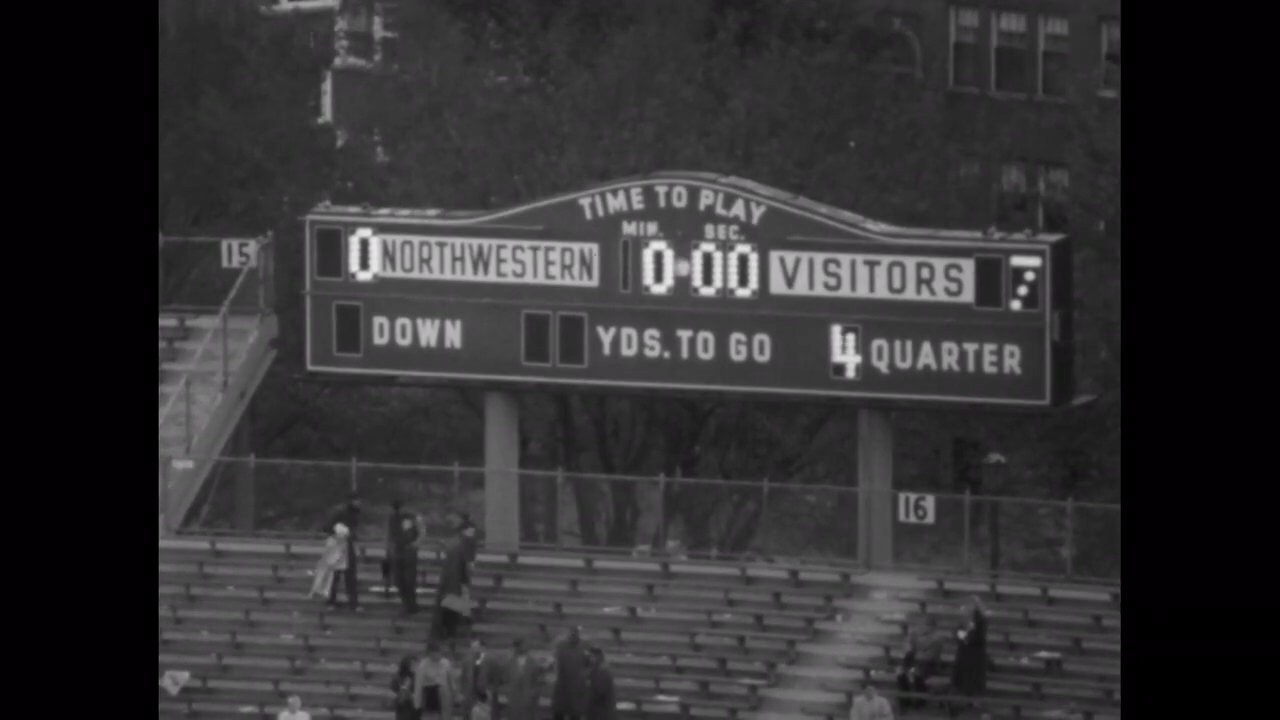 TIME TO PLAY
MIN. SEC.
15
0 NORTHWESTERN 0:00 VISITORS 7
DOWN YDS. TO GO 4 QUARTER
16